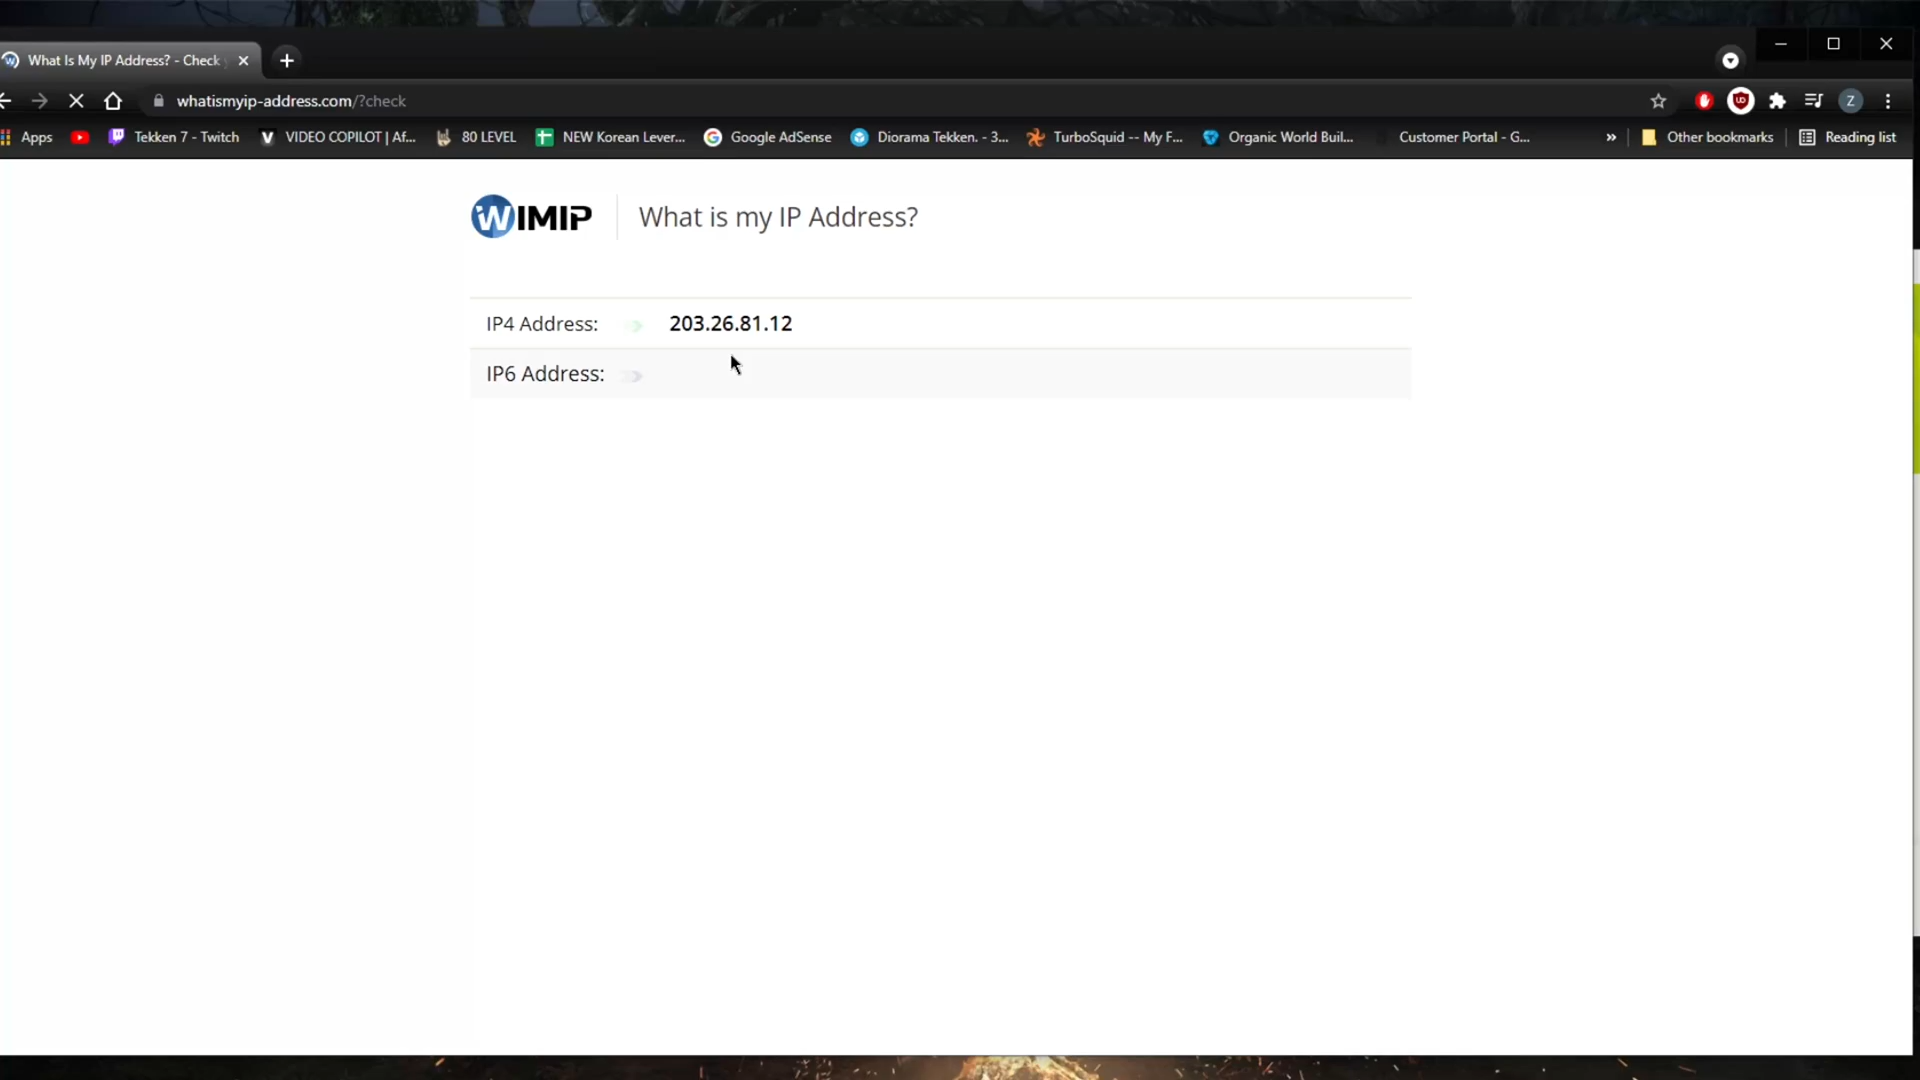 What Is My IP Address? - Check
whatismyip-address.com/?check
Z
Apps
Tekken 7 - Twitch
VIDEO COPILOT | Af...
80 LEVEL
NEW Korean Lever...
Google AdSense
Diorama Tekken. - 3...
TurboSquid -- My F...
Organic World Buil...
Customer Portal - G...
»
Other bookmarks
Reading list
WIMIP
What is my IP Address?
IP4 Address: 203.26.81.12
IP6 Address: